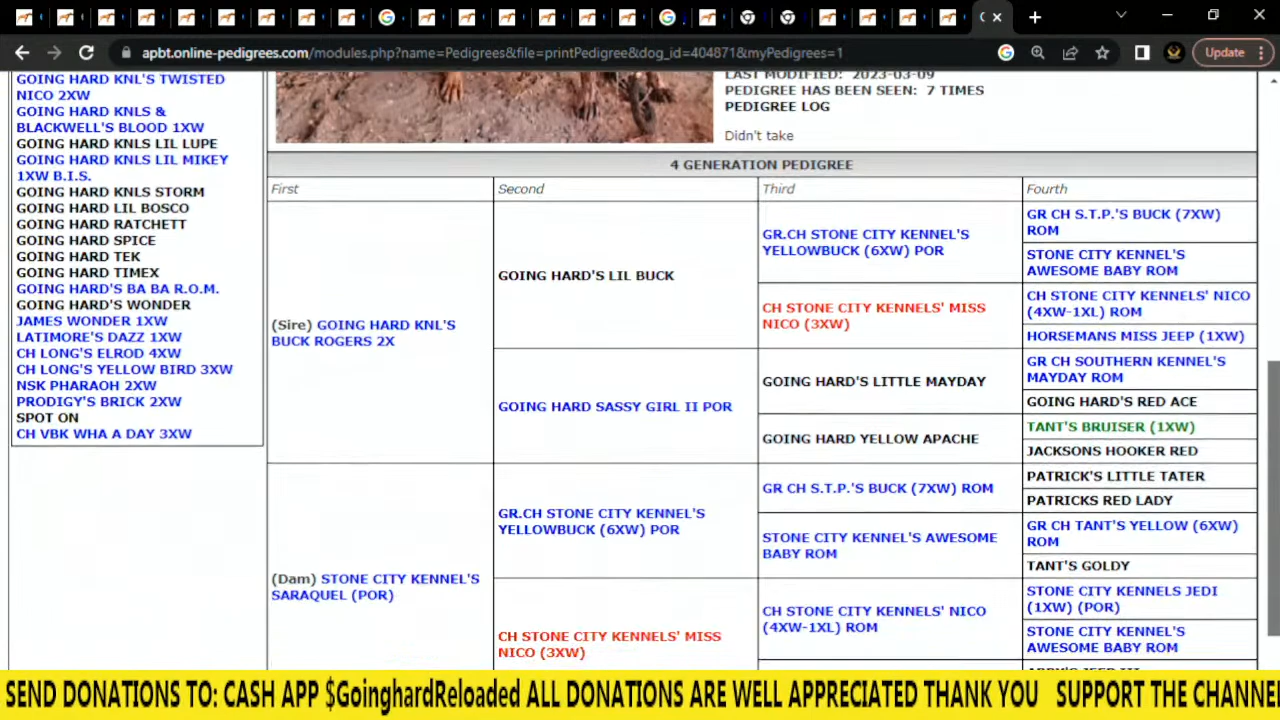 Update
apbt.online-pedigrees.com/modules.php?name=Pedigrees&file=printPedigree&dog_id=404871&myPedigrees=1
GOING HARD KNL'S TWISTED
NICO 2XW
GOING HARD KNLS &
BLACKWELL'S BLOOD 1XW
GOING HARD KNLS LIL LUPE
GOING HARD KNLS LIL MIKEY
1XW B.I.S.
GOING HARD KNLS STORM
GOING HARD LIL BOSCO
GOING HARD RATCHETT
GOING HARD SPICE
GOING HARD TEK
GOING HARD TIMEX
GOING HARD'S BA BA R.O.M.
GOING HARD'S WONDER
JAMES WONDER 1XW
LATIMORE'S DAZZ 1XW
CH LONG'S ELROD 4XW
CH LONG'S YELLOW BIRD 3XW
NSK PHARAOH 2XW
PRODIGY'S BRICK 2XW
SPOT ON
CH VBK WHA A DAY 3XW
LAST MODIFIED: 2023-03-09
PEDIGREE HAS BEEN SEEN: 7 TIMES
PEDIGREE LOG
Didn't take
4 GENERATION PEDIGREE
First
Second
Third
Fourth
(Sire) GOING HARD KNL'S
BUCK ROGERS 2X
(Dam) STONE CITY KENNEL'S
SARAQUEL (POR)
GOING HARD'S LIL BUCK
GOING HARD SASSY GIRL II POR
GR.CH STONE CITY KENNEL'S
YELLOWBUCK (6XW) POR
CH STONE CITY KENNELS' MISS
NICO (3XW)
GR.CH STONE CITY KENNEL'S
YELLOWBUCK (6XW) POR
CH STONE CITY KENNELS' MISS
NICO (3XW)
GOING HARD'S LITTLE MAYDAY
GOING HARD YELLOW APACHE
GR CH S.T.P.'S BUCK (7XW) ROM
STONE CITY KENNEL'S AWESOME
BABY ROM
CH STONE CITY KENNELS' NICO
(4XW-1XL) ROM
GR CH S.T.P.'S BUCK (7XW)
ROM
STONE CITY KENNEL'S
AWESOME BABY ROM
CH STONE CITY KENNELS' NICO
(4XW-1XL) ROM
HORSEMANS MISS JEEP (1XW)
GR CH SOUTHERN KENNEL'S
MAYDAY ROM
GOING HARD'S RED ACE
TANT'S BRUISER (1XW)
JACKSONS HOOKER RED
PATRICK'S LITTLE TATER
PATRICKS RED LADY
GR CH TANT'S YELLOW (6XW)
ROM
TANT'S GOLDY
STONE CITY KENNELS JEDI
(1XW) (POR)
STONE CITY KENNEL'S
AWESOME BABY ROM
SEND DONATIONS TO: CASH APP $GoinghardReloaded ALL DONATIONS ARE WELL APPRECIATED THANK YOU SUPPORT THE CHANNE